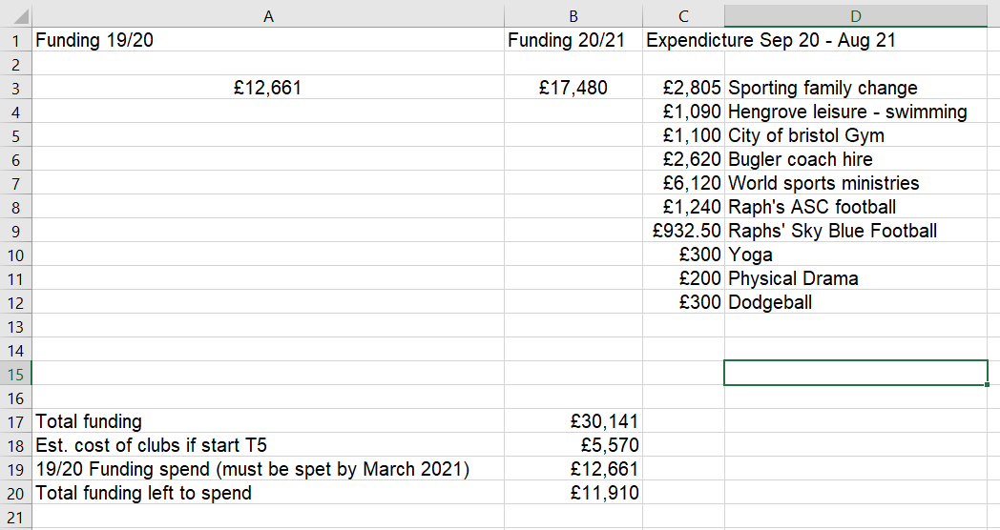 A B C D
1 Funding 19/20 Funding 20/21 Expendicture Sep 20 - Aug 21
2
3 £12,661 £17,480 £2,805 Sporting family change
4 £1,090 Hengrove leisure - swimming
5 £1,100 City of bristol Gym
6 £2,620 Bugler coach hire
7 £6,120 World sports ministries
8 £1,240 Raph's ASC football
9 £932.50 Raphs' Sky Blue Football
10 £300 Yoga
11 £200 Physical Drama
12 £300 Dodgeball
13
14
15
16
17 Total funding £30,141
18 Est. cost of clubs if start T5 £5,570
19 19/20 Funding spend (must be spet by March 2021) £12,661
20 Total funding left to spend £11,910
21